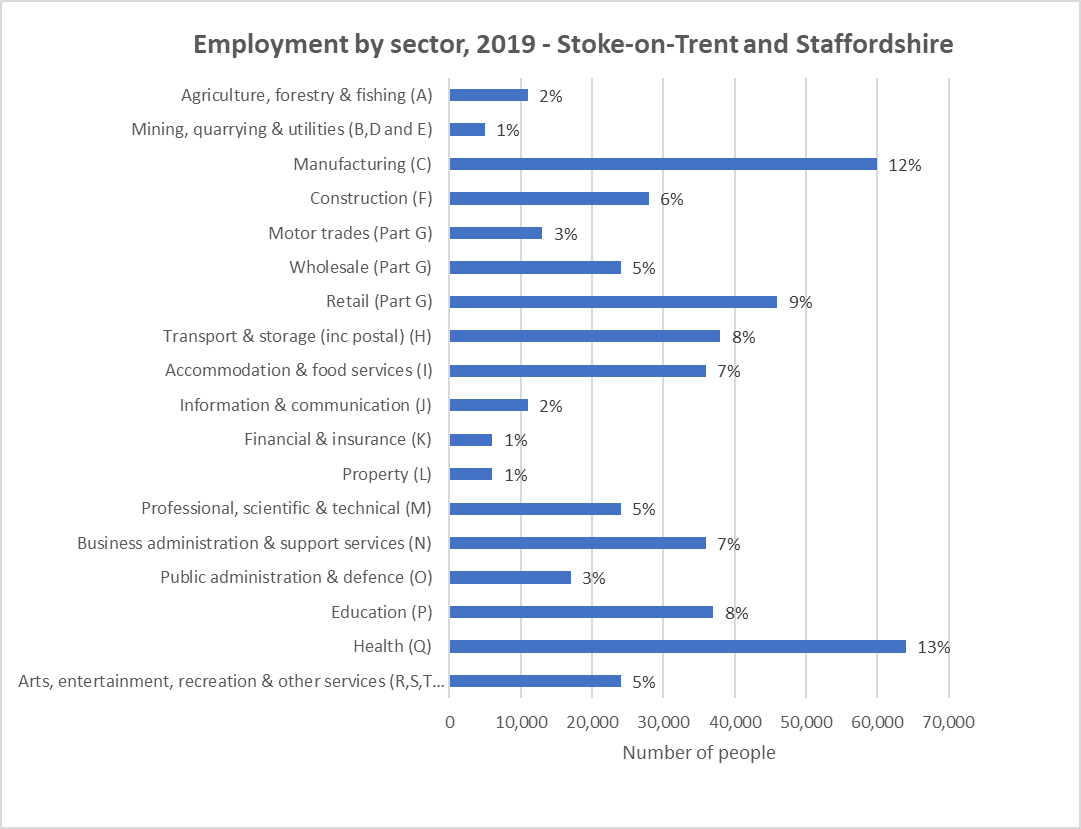 Employment by sector, 2019 - Stoke-on-Trent and Staffordshire
Agriculture, forestry & fishing (A) 2%
Mining, quarrying & utilities (B,D and E) 1%
Manufacturing (C) 12%
Construction (F) 6%
Motor trades (Part G) 3%
Wholesale (Part G) 5%
Retail (Part G) 9%
Transport & storage (inc postal) (H) 8%
Accommodation & food services (I) 7%
Information & communication (J) 2%
Financial & insurance (K) 1%
Property (L) 1%
Professional, scientific & technical (M) 5%
Business administration & support services (N) 7%
Public administration & defence (O) 3%
Education (P) 8%
Health (Q) 13%
Arts, entertainment, recreation & other services (R,S,T... 5%
0 10,000 20,000 30,000 40,000 50,000 60,000 70,000
Number of people